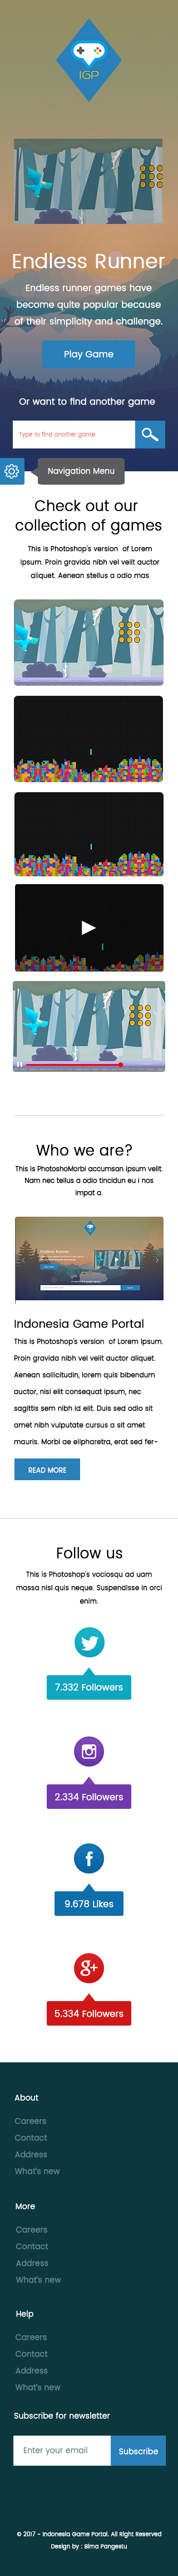 IGP
Endless Runner
Endless runner games have
become quite popular because
of their simplicity and challenge.
Play Game
Or want to find another game
Type to find another game
Navigation Menu
Check out our
collection of games
This is Photoshop's version of Lorem
Ipsum. Proin gravida nibh vel velit auctor
aliquet. Aenean stellus a odio mas
Who we are?
This is PhotoshoMorbi accumsan ipsum velit.
Nam nec tellus a odio tincidun eu i nos
impat a.
Endless Runner
Indonesia Game Portal
This is Photoshop's version of Lorem Ipsum.
Proin gravida nibh vel velit auctor aliquet.
Aenean sollicitudin, lorem quis bibendum
auctor, nisi elit consequat ipsum, nec
sagittis sem nibh id elit. Duis sed odio sit
amet nibh vulputate cursus a sit amet
mauris. Morbi ae elipharetra, erat sed fer-
READ MORE
Follow us
This is Photoshop's vociosqu ad uam
massa nisl quis neque. Suspendisse in orci
enim.
7.332 Followers
2.334 Followers
9.678 Likes
g+
5.334 Followers
About
Careers
Contact
Address
What's new
More
Careers
Contact
Address
What's new
Help
Careers
Contact
Address
What's new
Subscribe for newsletter
Enter your email
Subscribe
© 2017 - Indonesia Game Portal. All Right Reserved
Design by : Bima Pangestu